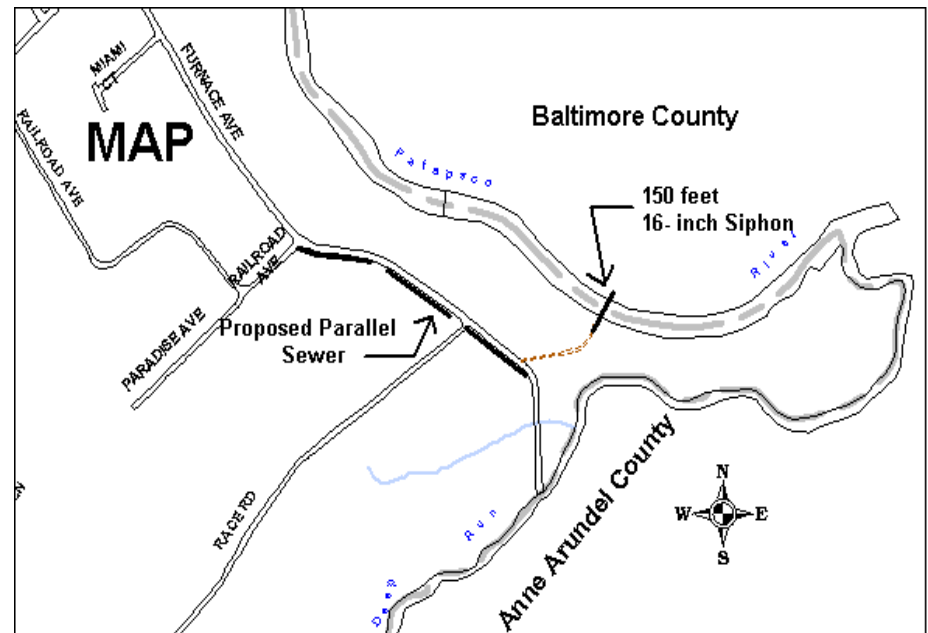 MIAMI
CT
FURNACE AVE
RAILROAD AVE
MAP
Baltimore County
Patapsco
150 feet
16- inch Siphon
River
RAILROAD
AVE
Proposed Parallel
Sewer
PARADISE AVE
RACE RD
Anne Arundel County
Deep Run
N
W E
S